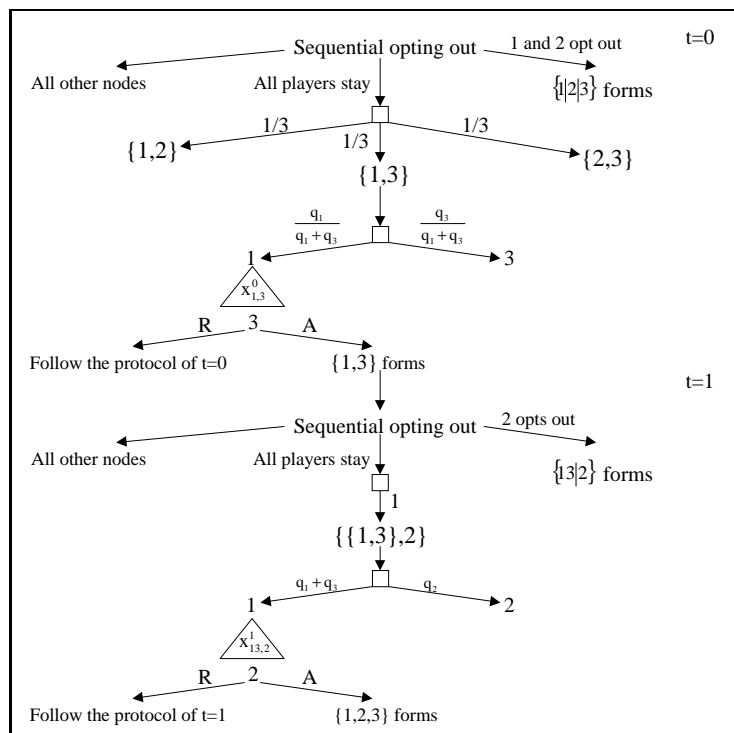 Sequential opting out
1 and 2 opt out
t=0
All other nodes
All players stay
{1|2|3} forms
1/3
1/3
1/3
{1,2}
{1,3}
{2,3}
q₁/(q₁ + q₃)
q₃/(q₁ + q₃)
1
3
x⁰₁,₃
R
3
A
Follow the protocol of t=0
{1,3} forms
t=1
Sequential opting out
2 opts out
All other nodes
All players stay
{13|2} forms
1
{{1,3},2}
q₁ + q₃
q₂
1
2
x¹₁₃,₂
R
2
A
Follow the protocol of t=1
{1,2,3} forms